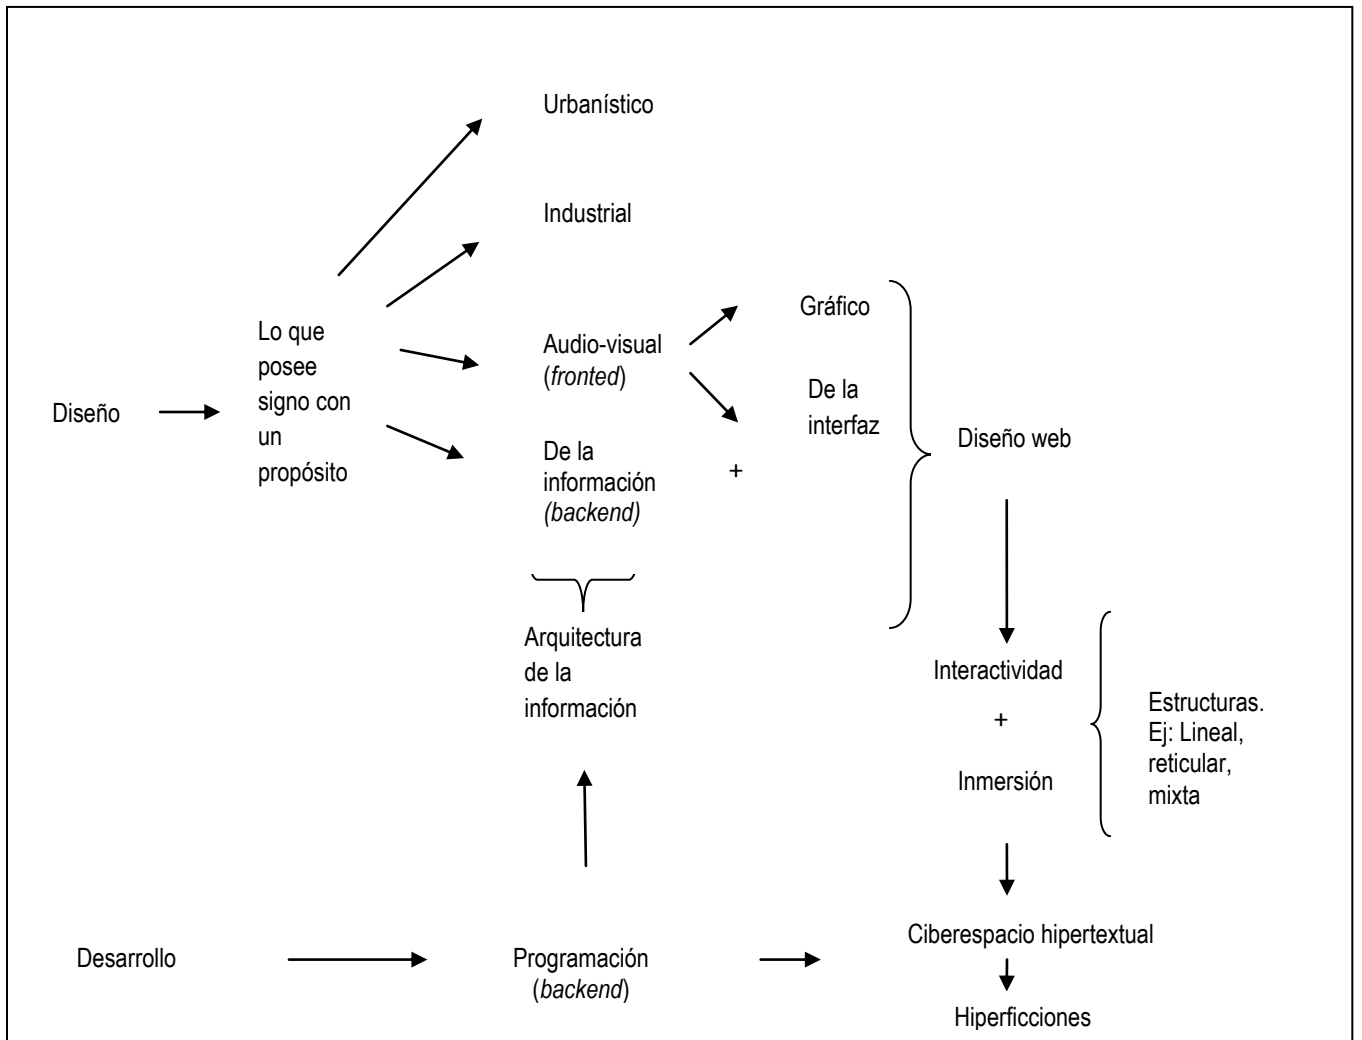 Urbanístico
Industrial
Lo que
posee
signo con
un
propósito
Diseño
Audio-visual
(fronted)
De la
información
(backend)
+
Gráfico
De la
interfaz
Diseño web
Arquitectura
de la
información
Interactividad
+
Inmersión
Estructuras.
Ej: Lineal,
reticular,
mixta
Desarrollo
Programación
(backend)
Ciberespacio hipertextual
Hiperficciones